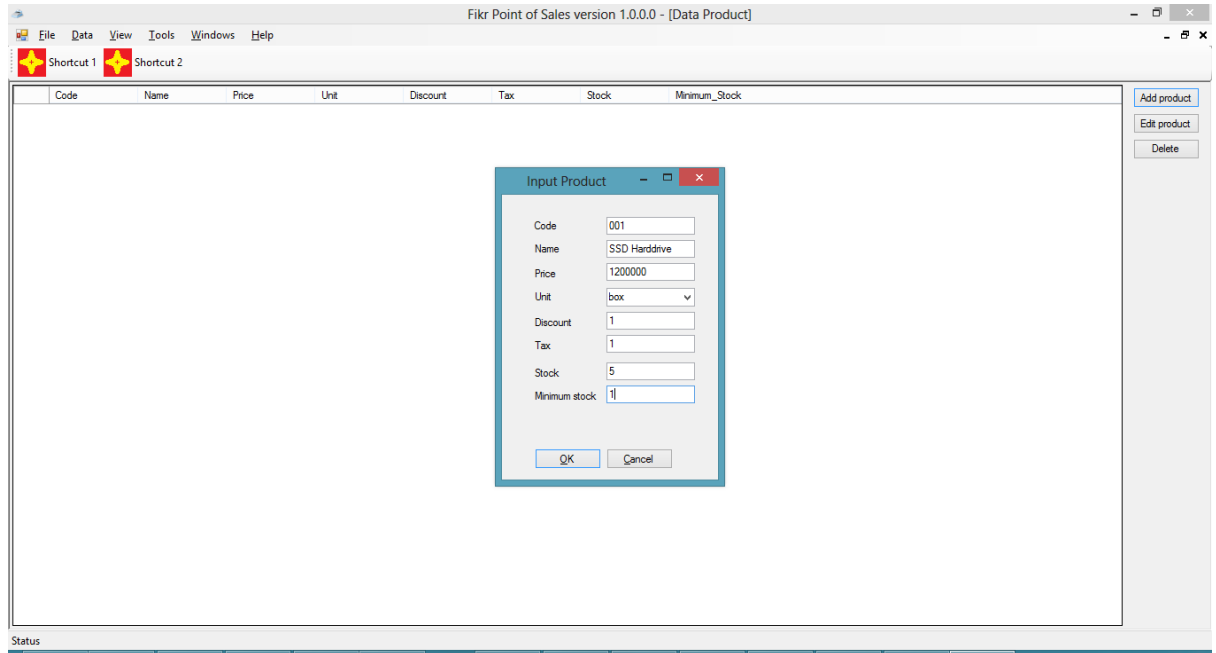 Fikr Point of Sales version 1.0.0.0 - [Data Product]
File Data View Tools Windows Help
Shortcut 1 Shortcut 2
Code Name Price Unit Discount Tax Stock Minimum_Stock
Add product
Edit product
Delete
Input Product
Code 001
Name SSD Harddrive
Price 1200000
Unit box
Discount 1
Tax 1
Stock 5
Minimum stock 1
OK Cancel
Status